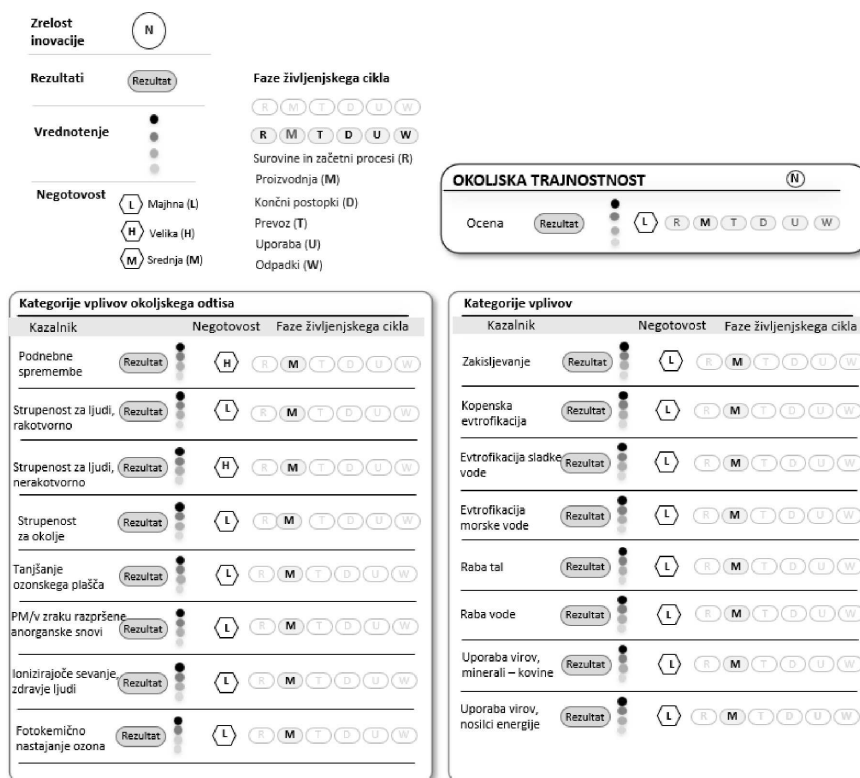 Zrelost
inovacije
N
Rezultati
Rezultat
Vrednotenje
Negotovost
L Majhna (L)
H Velika (H)
M Srednja (M)
Faze življenjskega cikla
R M T D U W
R M T D U W
Surovine in začetni procesi (R)
Proizvodnja (M)
Končni postopki (D)
Prevoz (T)
Uporaba (U)
Odpadki (W)
OKOLJSKA TRAJNOSTNOST N
Ocena Rezultat L R M T D U W
Kategorije vplivov okoljskega odtisa
Kazalnik Negotovost Faze življenjskega cikla
Podnebne
spremembe
Rezultat H R M T D U W
Strupenost za ljudi,
rakotvorno
Rezultat L R M T D U W
Strupenost za ljudi,
nerakotvorno
Rezultat H R M T D U W
Strupenost
za okolje
Rezultat L R M T D U W
Tanjšanje
ozonskega plašča
Rezultat L R M T D U W
PM/v zraku razpršene
anorganske snovi
Rezultat L R M T D U W
Ionizirajoče sevanje,
zdravje ljudi
Rezultat L R M T D U W
Fotokemično
nastajanje ozona
Rezultat L R M T D U W
Kategorije vplivov
Kazalnik Negotovost Faze življenjskega cikla
Zakisljevanje Rezultat L R M T D U W
Kopenska
evtrofikacija
Rezultat L R M T D U W
Evtrofikacija sladke
vode
Rezultat L R M T D U W
Evtrofikacija
morske vode
Rezultat L R M T D U W
Raba tal Rezultat L R M T D U W
Raba vode Rezultat L R M T D U W
Uporaba virov,
minerali – kovine
Rezultat L R M T D U W
Uporaba virov,
nosilci energije
Rezultat L R M T D U W